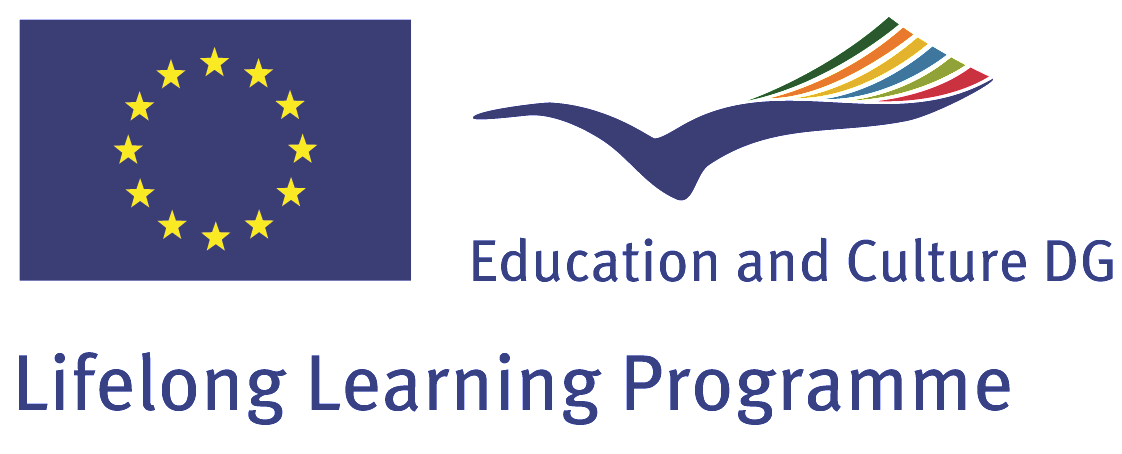 Education and Culture DG
Lifelong Learning Programme